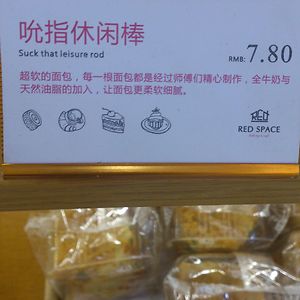 吮指休闲棒
Suck that leisure rod
RMB: 7.80
超软的面包，每一根面包都是经过师傅们精心制作，全牛奶与
天然油脂的加入，让面包更柔软细腻。
RED SPACE